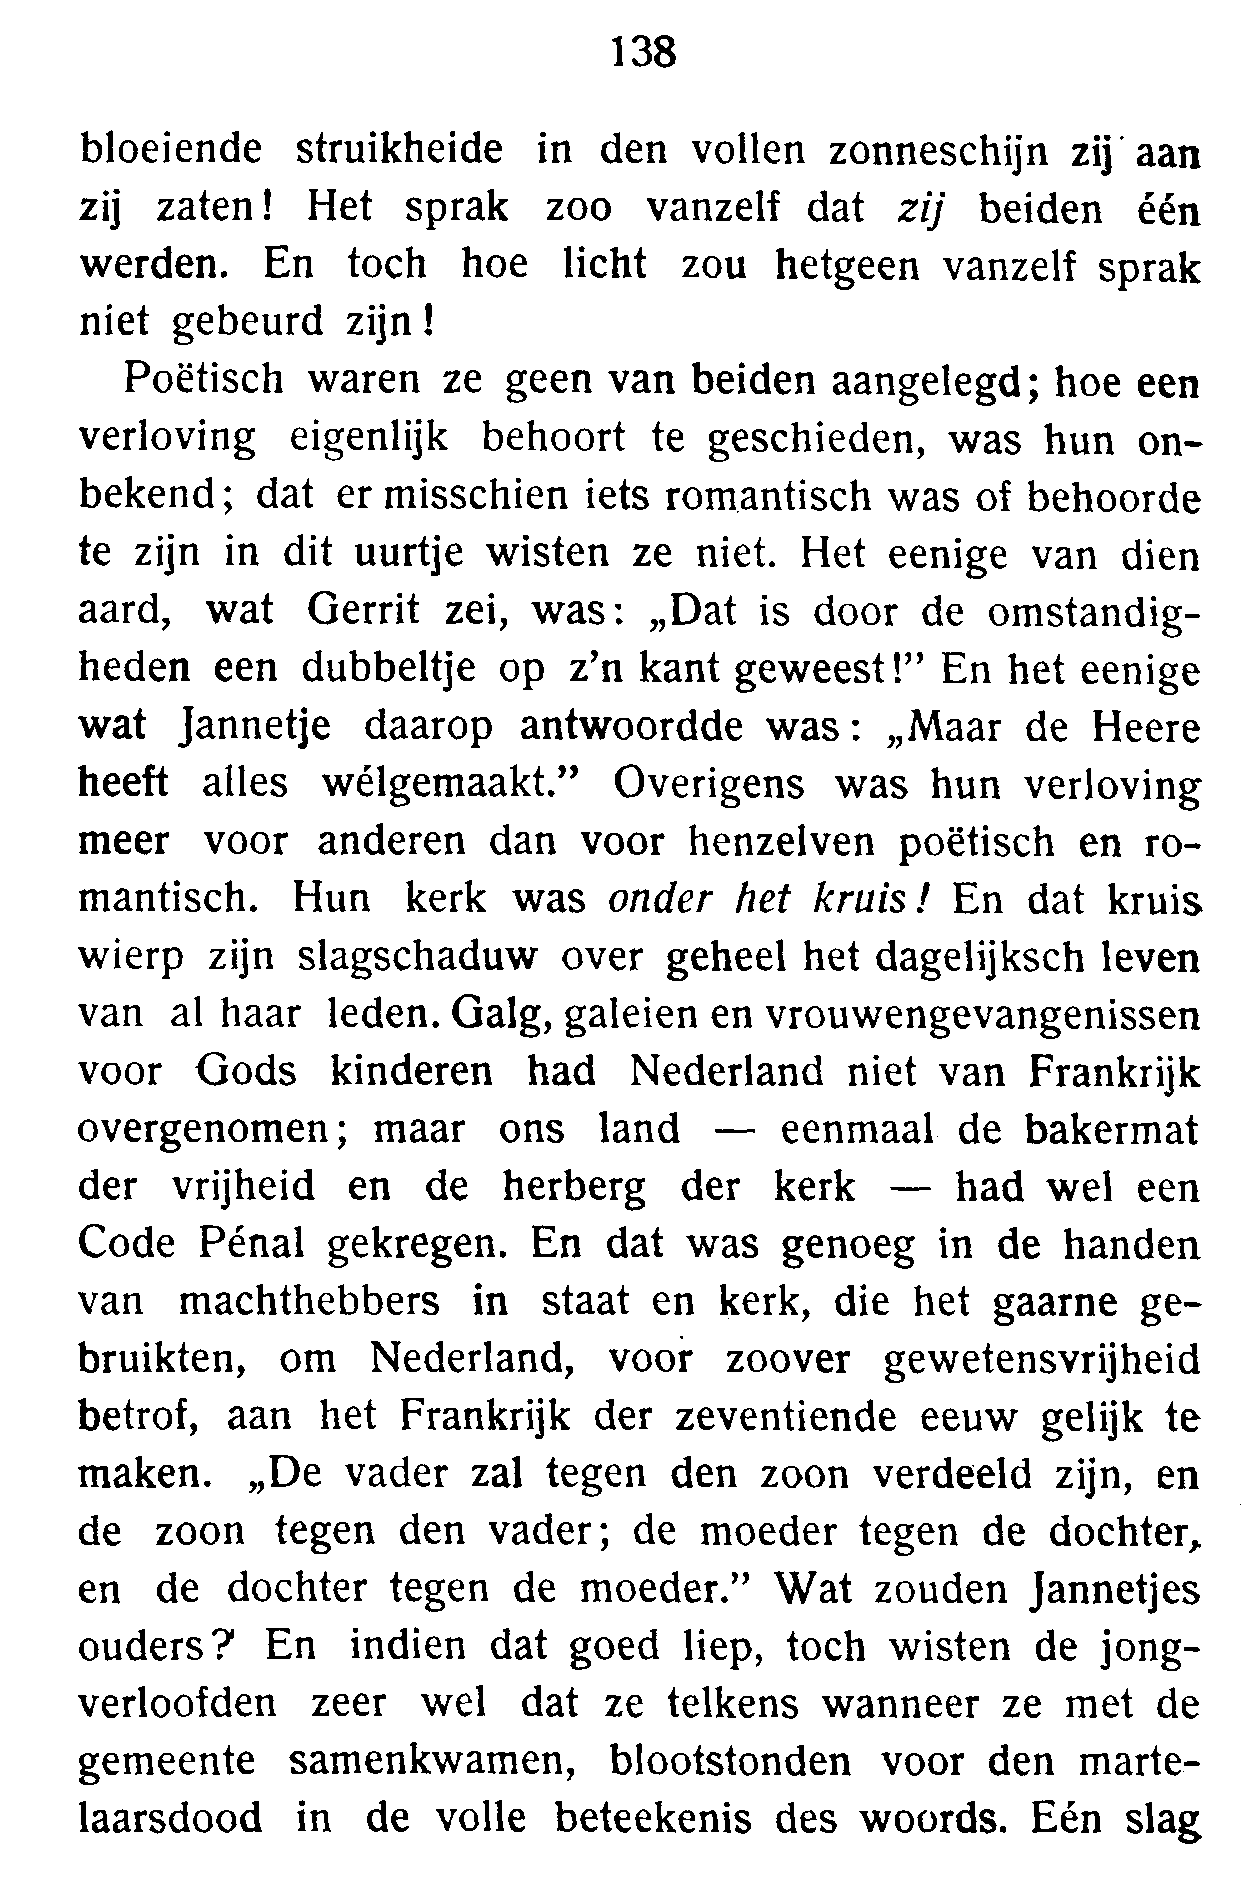 138
bloeiende struikheide in den vollen zonneschijn zij aan
zij zaten! Het sprak zoo vanzelf dat zij beiden één
werden. En toch hoe licht zou hetgeen vanzelf sprak
niet gebeurd zijn!
Poëtisch waren ze geen van beiden aangelegd; hoe een
verloving eigenlijk behoort te geschieden, was hun on-
bekend; dat er misschien iets romantisch was of behoorde
te zijn in dit uurtje wisten ze niet. Het eenige van dien
aard, wat Gerrit zei, was: „Dat is door de omstandig-
heden een dubbeltje op z'n kant geweest!” En het eenige
wat Jannetje daarop antwoordde was: „Maar de Heere
heeft alles wélgemaakt.” Overigens was hun verloving
meer voor anderen dan voor henzelven poëtisch en ro-
mantisch. Hun kerk was onder het kruis! En dat kruis
wierp zijn slagschaduw over geheel het dagelijksch leven
van al haar leden. Galg, galeien en vrouwengevangenissen
voor Gods kinderen had Nederland niet van Frankrijk
overgenomen; maar ons land — eenmaal de bakermat
der vrijheid en de herberg der kerk — had wel een
Code Pénal gekregen. En dat was genoeg in de handen
van machthebbers in staat en kerk, die het gaarne ge-
bruikten, om Nederland, voor zoover gewetensvrijheid
betrof, aan het Frankrijk der zeventiende eeuw gelijk te
maken. „De vader zal tegen den zoon verdeeld zijn, en
de zoon tegen den vader; de moeder tegen de dochter,
en de dochter tegen de moeder.” Wat zouden Jannetjes
ouders? En indien dat goed liep, toch wisten de jong-
verloofden zeer wel dat ze telkens wanneer ze met de
gemeente samenkwamen, blootstonden voor den marte-
laarsdood in de volle beteekenis des woords. Eén slag